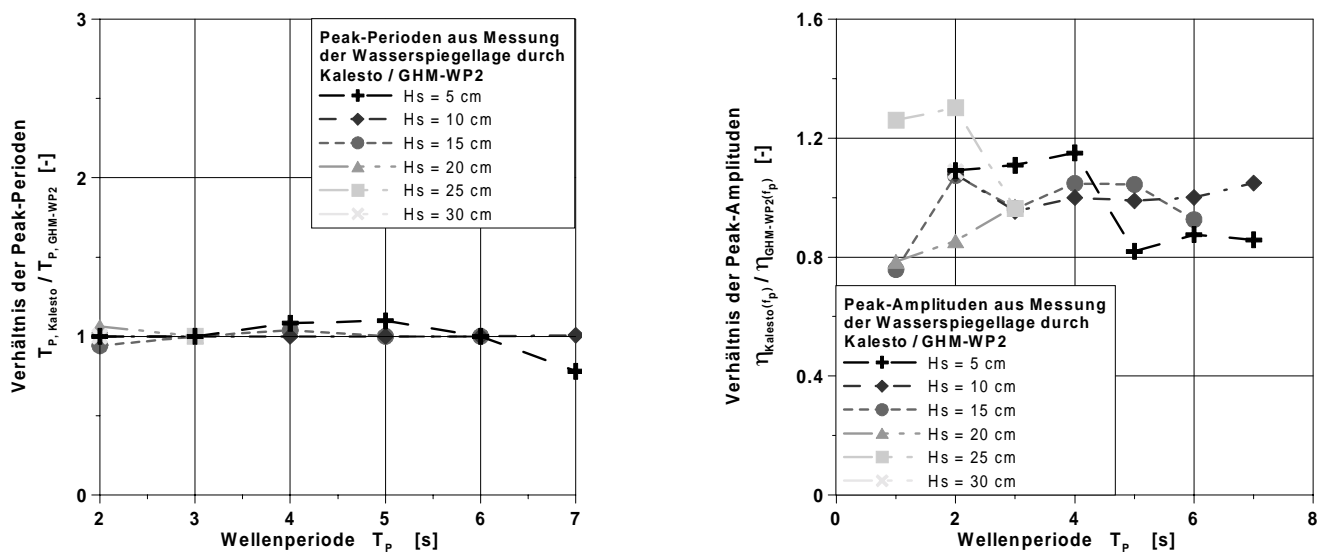 3
2
1
0
2
3
4
5
6
7
Verhältnis der Peak-Perioden
T P, Kalesto / T P, GHM-WP2 [-]
Wellenperiode T P [s]
Peak-Perioden aus Messung
der Wasserspiegellage durch
Kalesto / GHM-WP2
Hs = 5 cm
Hs = 10 cm
Hs = 15 cm
Hs = 20 cm
Hs = 25 cm
Hs = 30 cm
1.6
1.2
0.8
0.4
0
0
2
4
6
8
Verhältnis der Peak-Amplituden
η Kalesto(f p) / η GHM-WP2(f p) [-]
Wellenperiode T P [s]
Peak-Amplituden aus Messung
der Wasserspiegellage durch
Kalesto / GHM-WP2
Hs = 5 cm
Hs = 10 cm
Hs = 15 cm
Hs = 20 cm
Hs = 25 cm
Hs = 30 cm